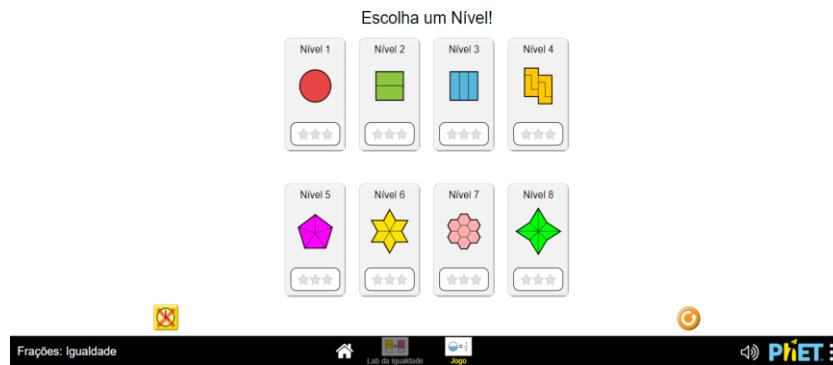 Escolha um Nível!
Nível 1 Nível 2 Nível 3 Nível 4
Nível 5 Nível 6 Nível 7 Nível 8
Frações: Igualdade
Lab da Igualdade
Jogo
PhET